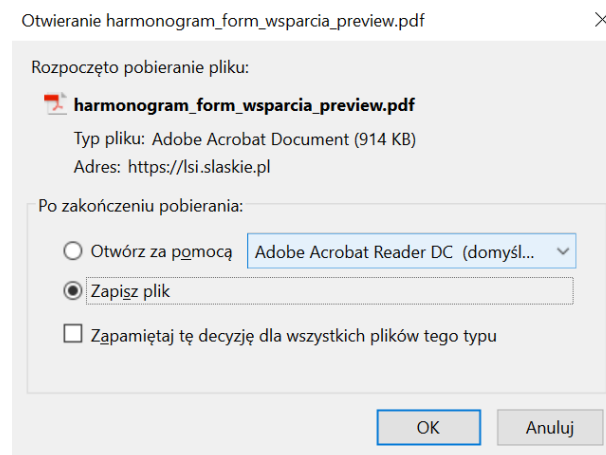 Otwieranie harmonogram_form_wsparcia_preview.pdf
Rozpoczęto pobieranie pliku:
harmonogram_form_wsparcia_preview.pdf
Typ pliku: Adobe Acrobat Document (914 KB)
Adres: https://lsi.slaskie.pl
Po zakończeniu pobierania:
Otwórz za pomocą Adobe Acrobat Reader DC (domyśl...
Zapisz plik
Zapamiętaj tę decyzję dla wszystkich plików tego typu
OK Anuluj